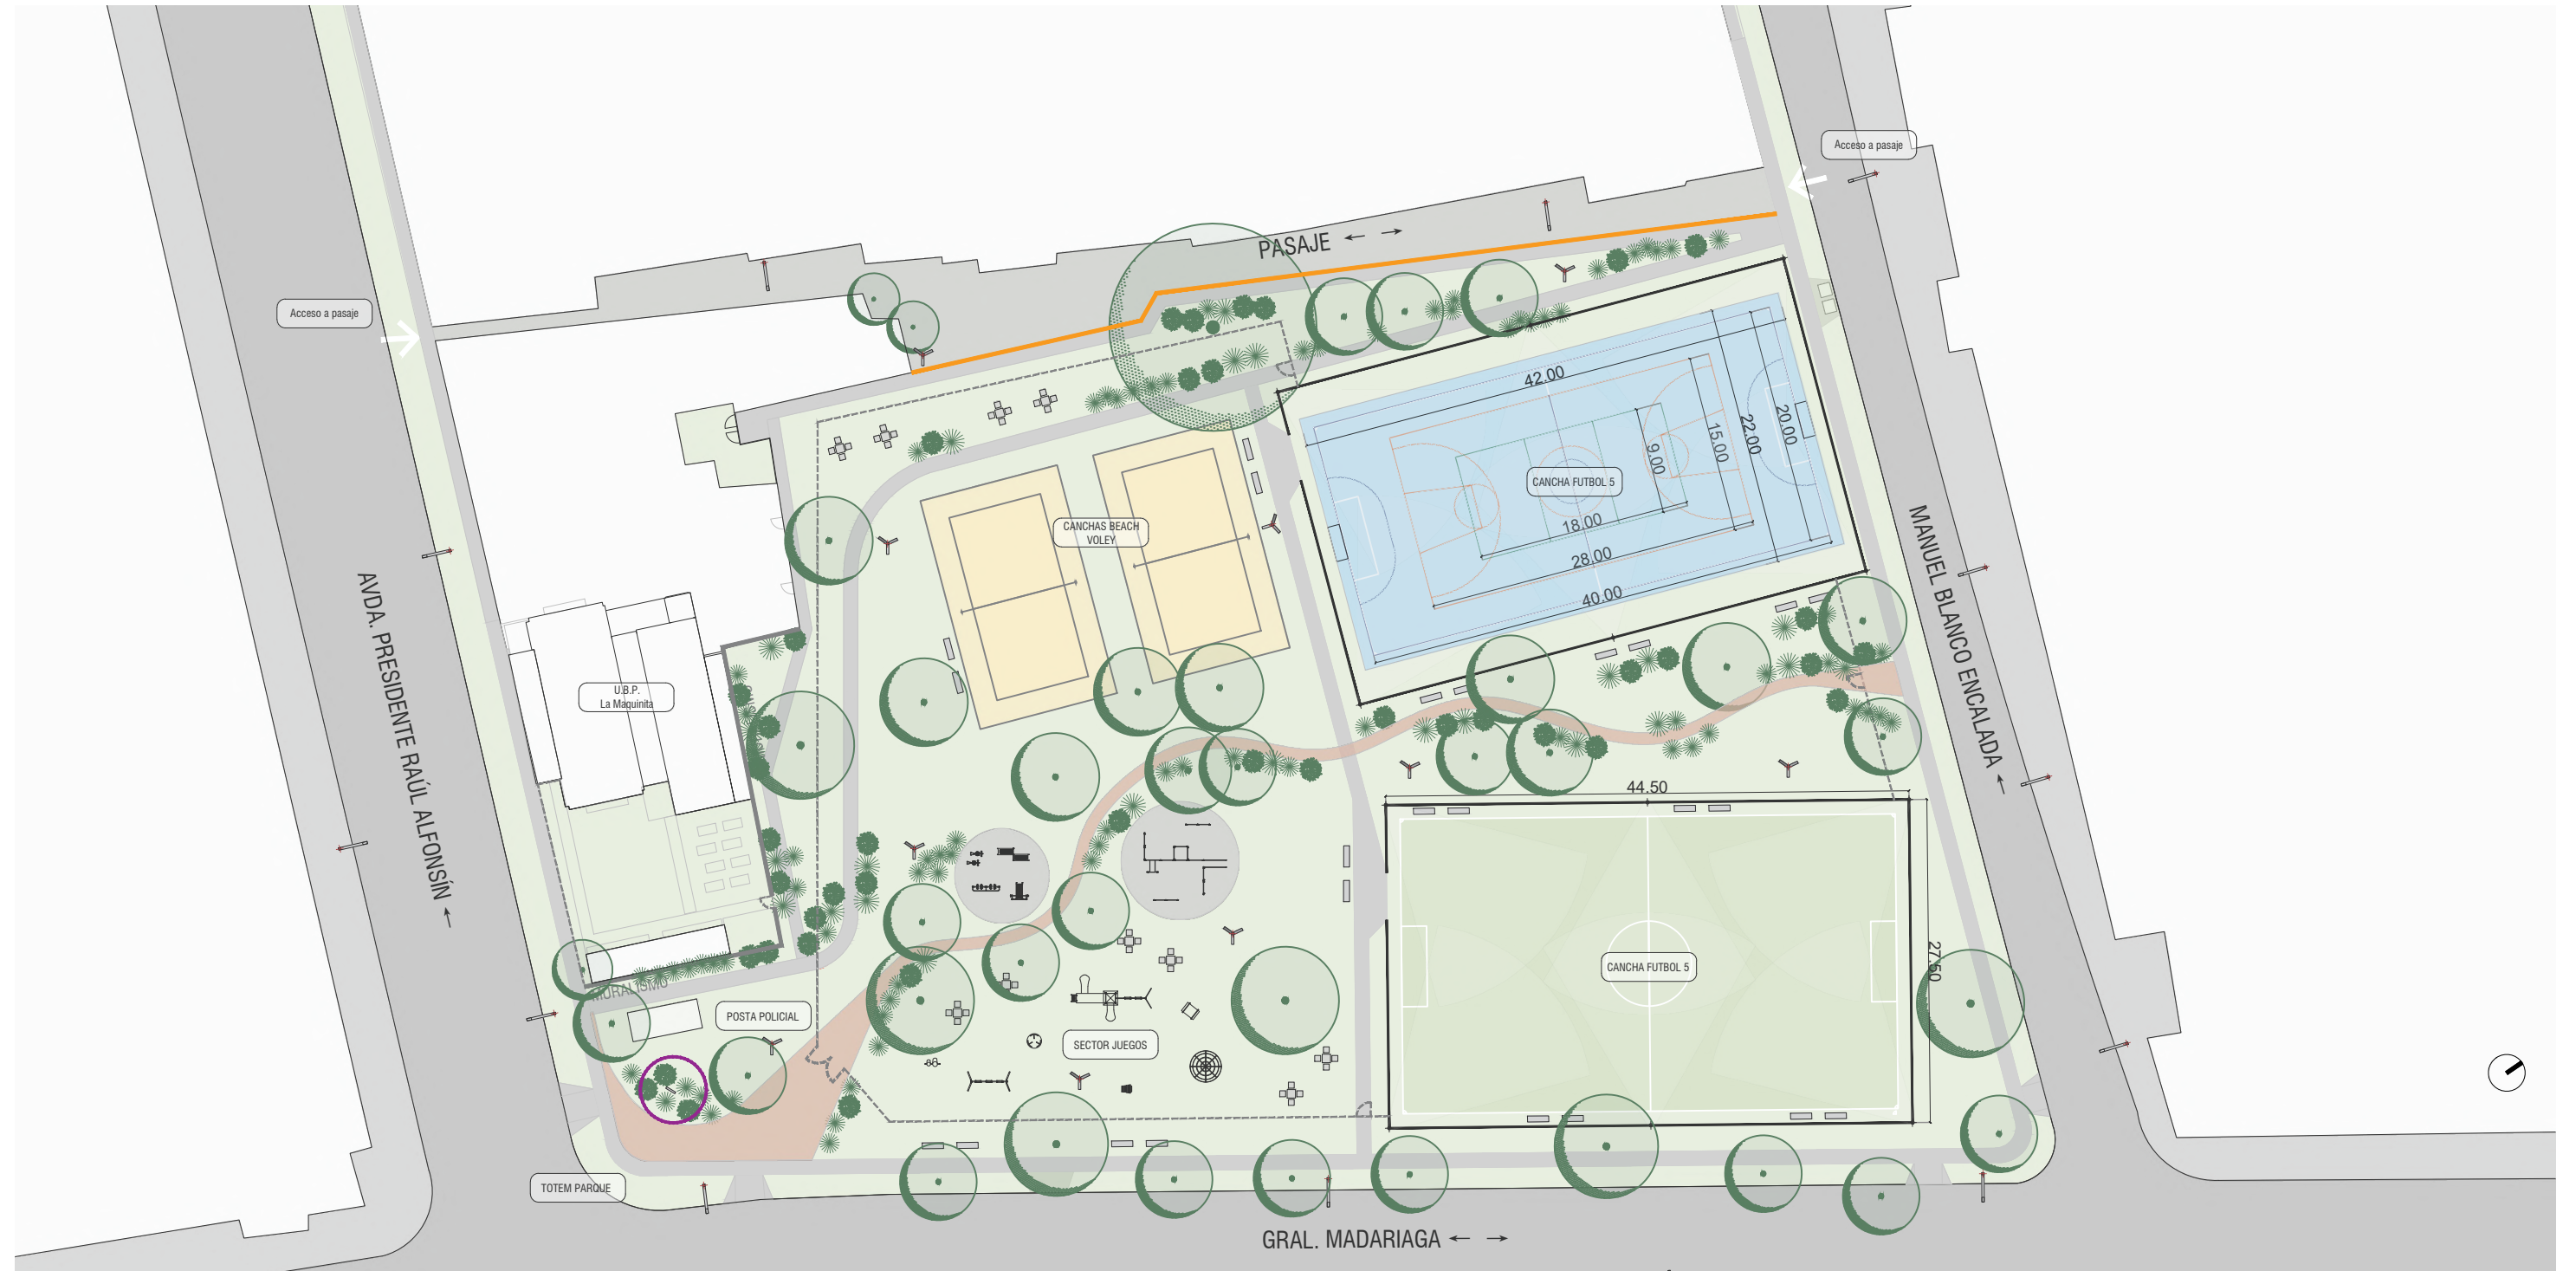 Acceso a pasaje
PASAJE
Acceso a pasaje
42.00
20.00
22.00
15.00
9.00
CANCHA FUTBOL 5
18.00
28.00
40.00
CANCHAS BEACH
VOLEY
MANUEL BLANCO ENCALADA
AVDA. PRESIDENTE RAÚL ALFONSÍN
U.B.P.
La Maquinita
44.50
27.50
CANCHA FUTBOL 5
MURALISMO
POSTA POLICIAL
SECTOR JUEGOS
TOTEM PARQUE
GRAL. MADARIAGA